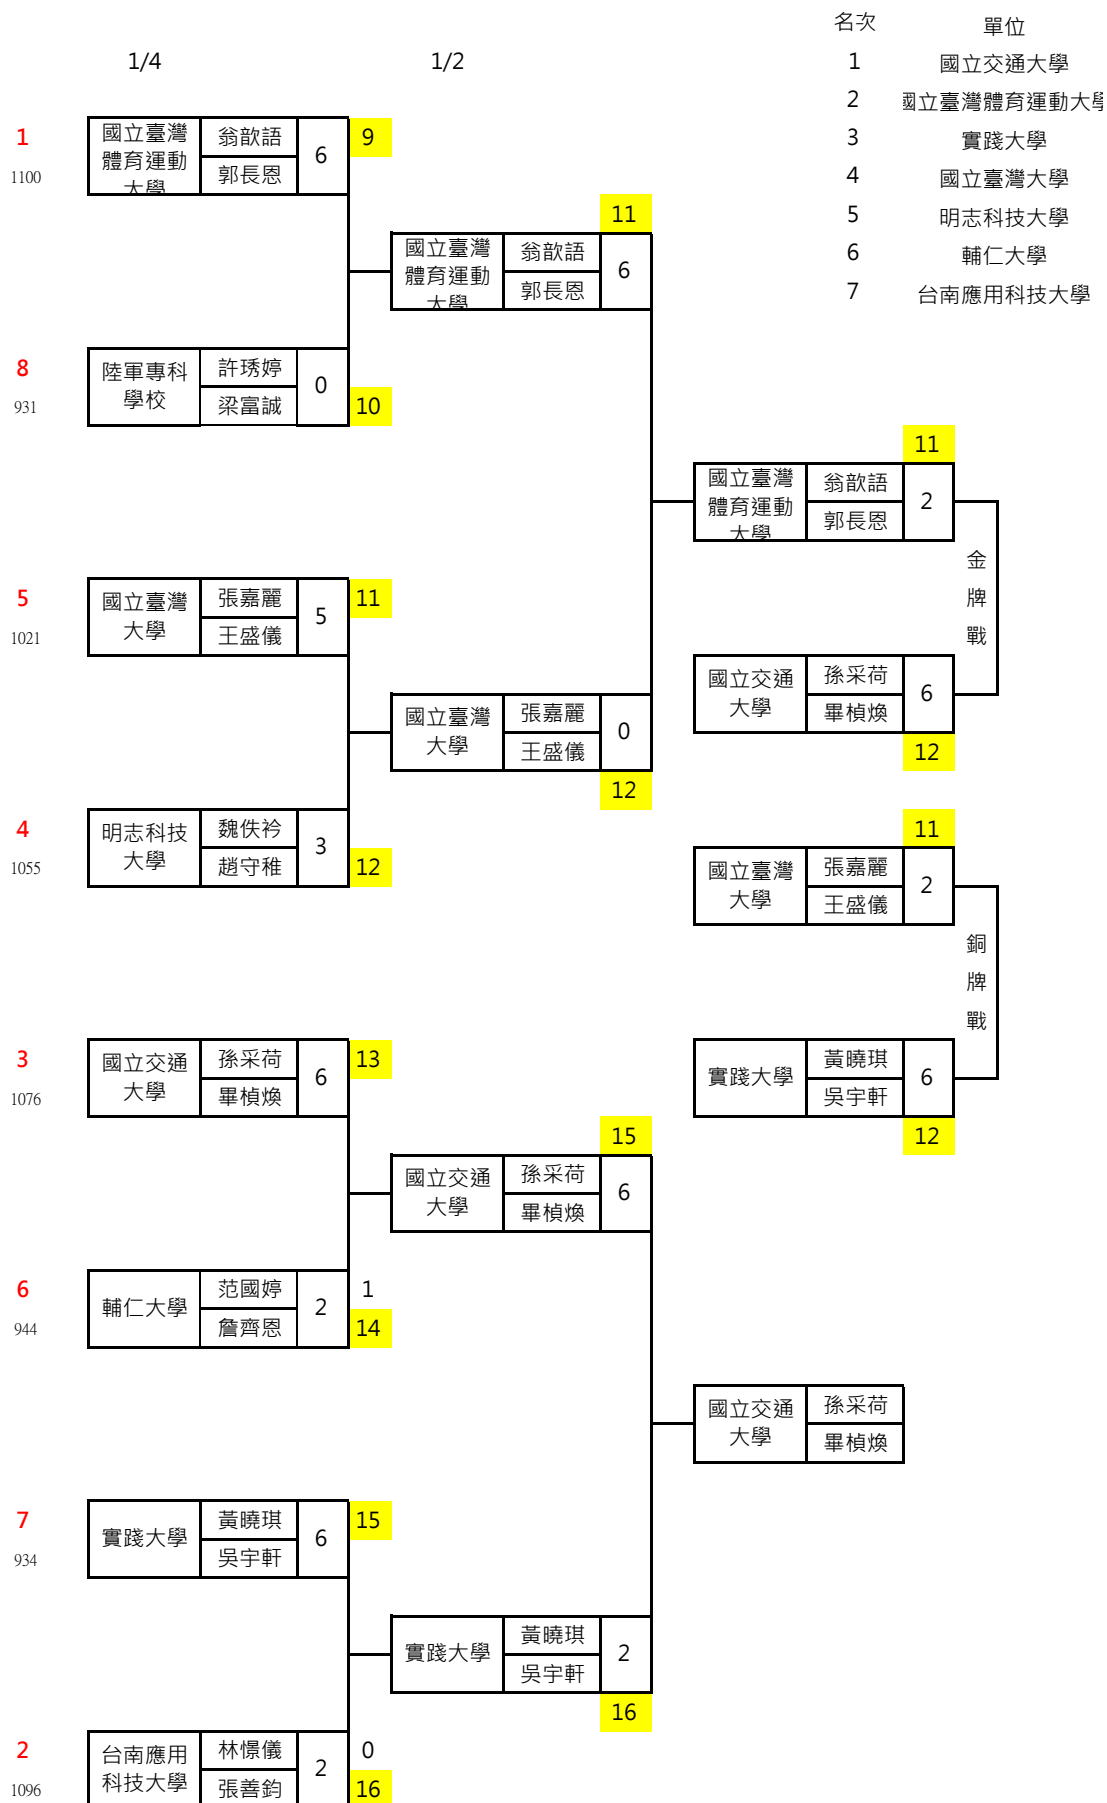 名次 單位
1/4 1/2
1 國立交通大學
2 國立臺灣體育運動大學
3 實踐大學
4 國立臺灣大學
5 明志科技大學
6 輔仁大學
7 台南應用科技大學
1
1100
國立臺灣
體育運動
大學
翁歆語
郭長恩
6
9
8
931
陸軍專科
學校
許琇婷
梁富誠
0
10
5
1021
國立臺灣
大學
張嘉麗
王盛儀
5
11
4
1055
明志科技
大學
魏佚衿
趙守稚
3
12
3
1076
國立交通
大學
孫采荷
畢楨煥
6
13
6
944
輔仁大學
范國婷
詹齊恩
2
1
14
7
934
實踐大學
黃曉琪
吳宇軒
6
15
2
1096
台南應用
科技大學
林憬儀
張善鈞
2
0
16
11
國立臺灣
體育運動
大學
翁歆語
郭長恩
6
國立臺灣
大學
張嘉麗
王盛儀
0
12
15
國立交通
大學
孫采荷
畢楨煥
6
實踐大學
黃曉琪
吳宇軒
2
16
11
國立臺灣
體育運動
大學
翁歆語
郭長恩
2
金
牌
戰
國立交通
大學
孫采荷
畢楨煥
6
12
11
國立臺灣
大學
張嘉麗
王盛儀
2
銅
牌
戰
實踐大學
黃曉琪
吳宇軒
6
12
國立交通
大學
孫采荷
畢楨煥